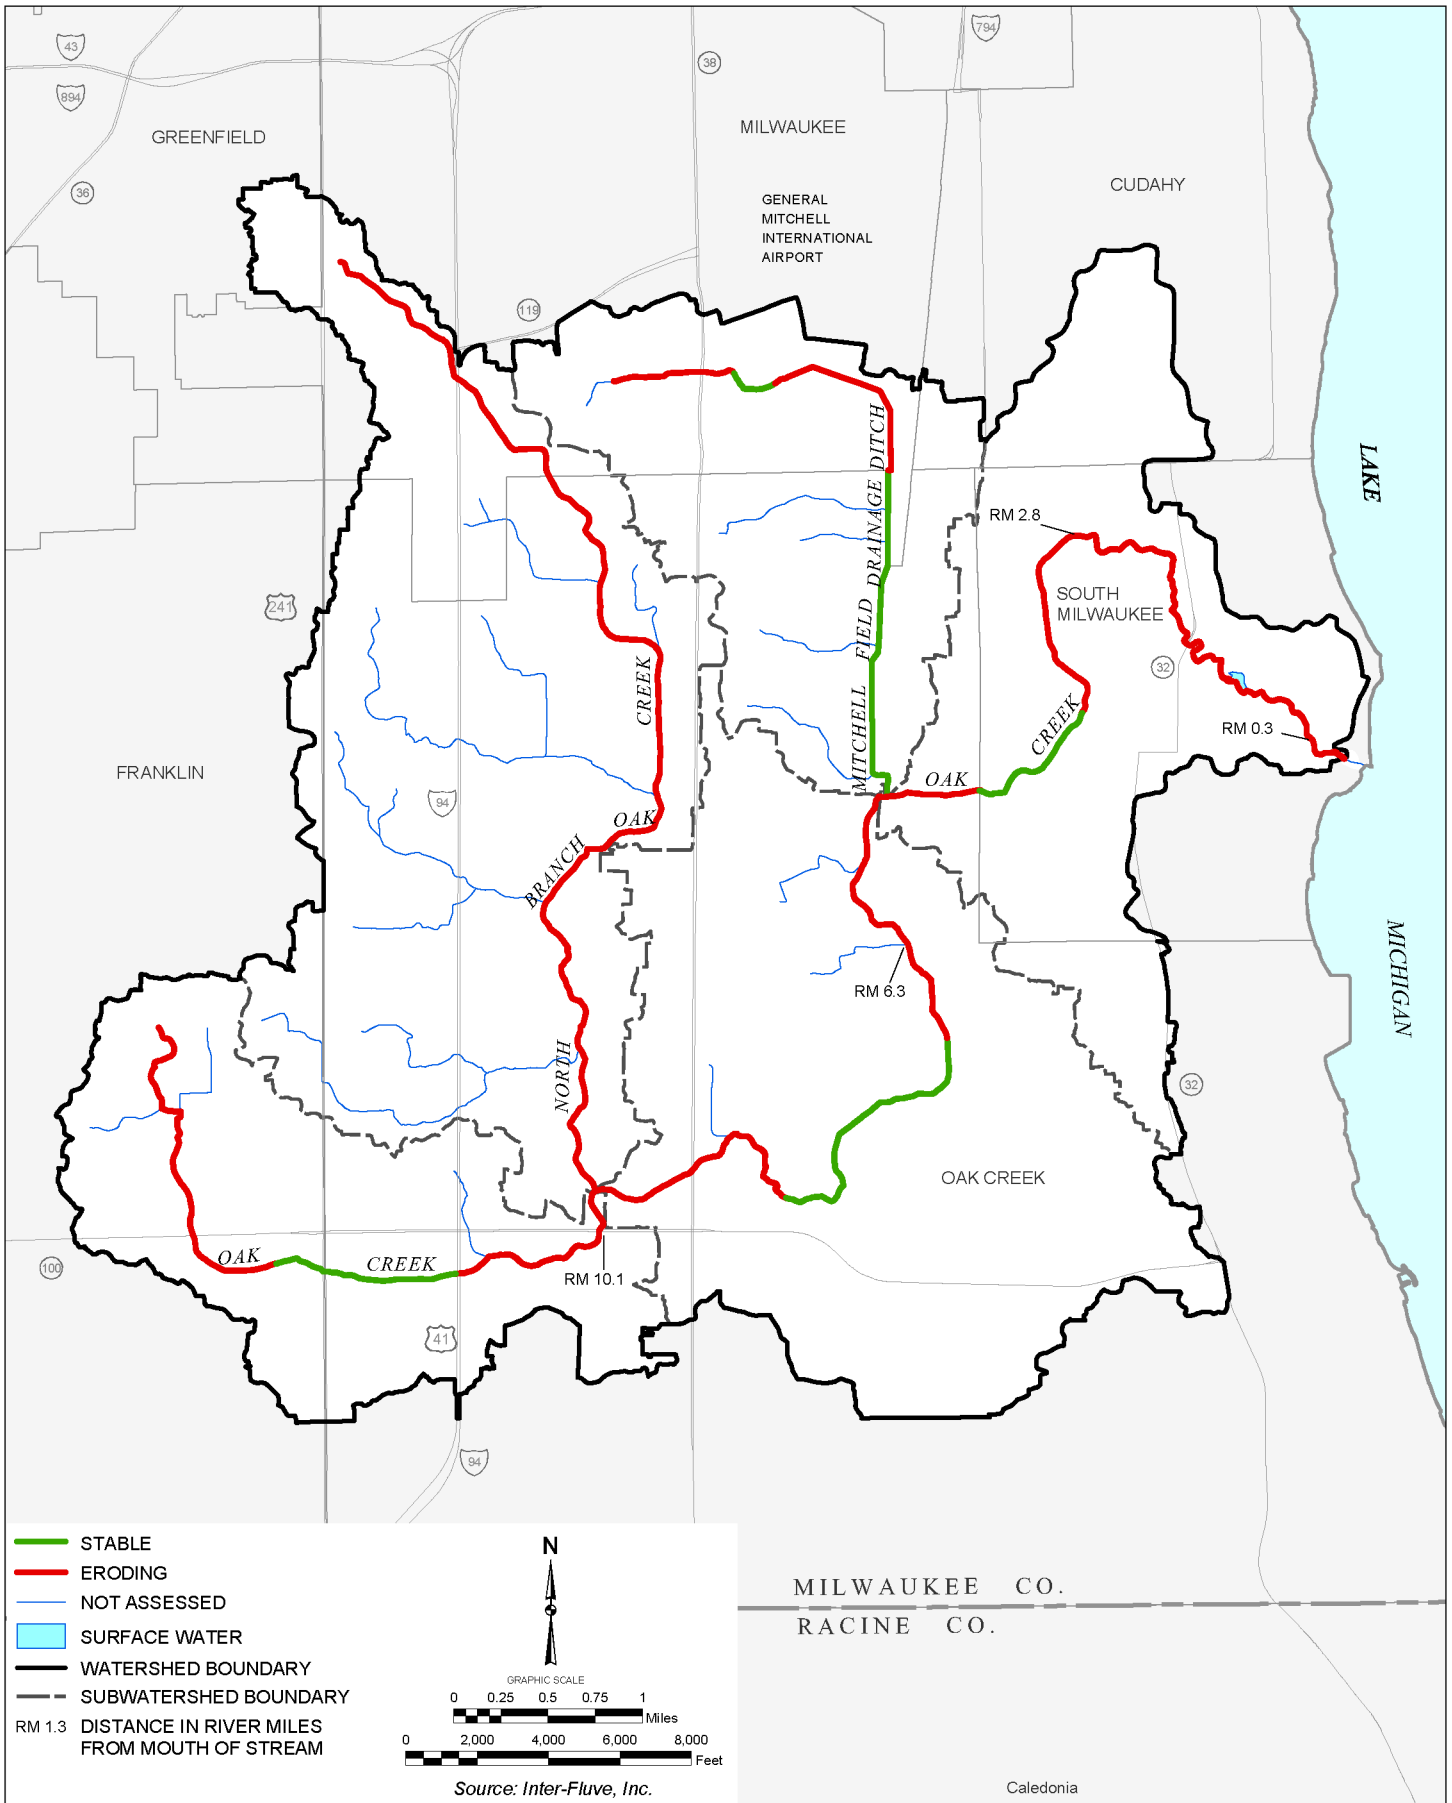 43
894
38
794
GREENFIELD
MILWAUKEE
36
CUDAHY
GENERAL
MITCHELL
INTERNATIONAL
AIRPORT
119
LAKE
MITCHELL FIELD DRAINAGE DITCH
RM 2.8
SOUTH
MILWAUKEE
241
32
CREEK
CREEK
RM 0.3
FRANKLIN
OAK
94
OAK
BRANCH
MICHIGAN
RM 6.3
NORTH
32
OAK CREEK
OAK
CREEK
100
RM 10.1
41
94
STABLE
ERODING
NOT ASSESSED
SURFACE WATER
WATERSHED BOUNDARY
SUBWATERSHED BOUNDARY
RM 1.3 DISTANCE IN RIVER MILES
FROM MOUTH OF STREAM
N
GRAPHIC SCALE
0 0.25 0.5 0.75 1
Miles
0 2,000 4,000 6,000 8,000
Feet
Source: Inter-Fluve, Inc.
MILWAUKEE CO.
RACINE CO.
Caledonia